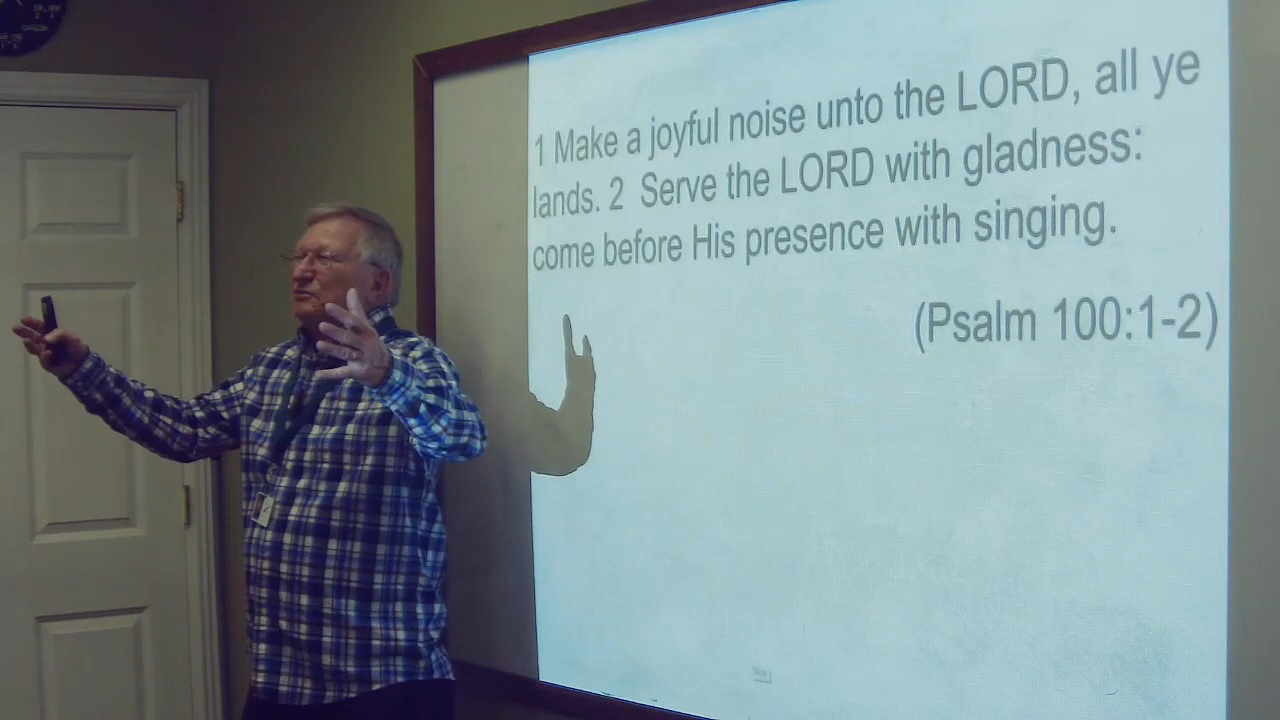 1 Make a joyful noise unto the LORD, all ye
lands. 2 Serve the LORD with gladness:
come before His presence with singing.
(Psalm 100:1-2)